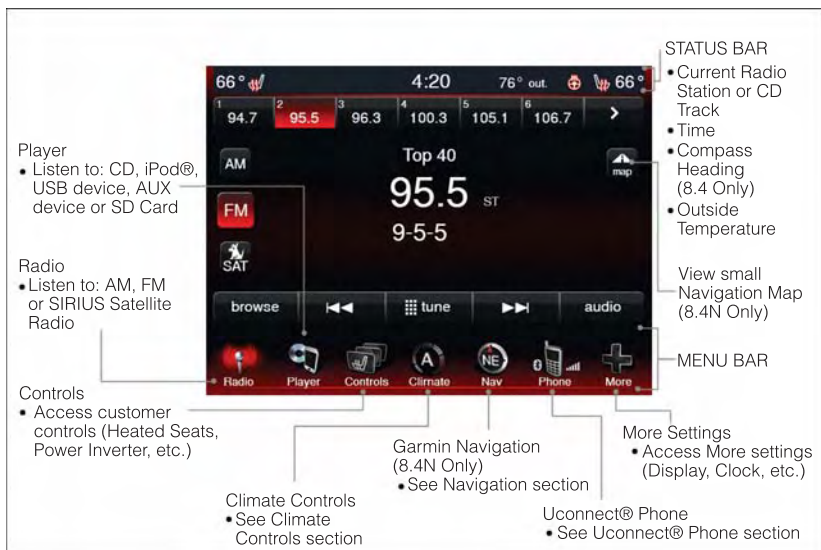 66°
4:20
76° out.
66°
1 94.7
2 95.5
3 96.3
4 100.3
5 105.1
6 106.7
AM
FM
SAT
Top 40
95.5 ST
9-5-5
map
browse
tune
audio
A
NE
Radio
Player
Controls
Climate
Nav
Phone
More
Player
• Listen to: CD, iPod®,
USB device, AUX
device or SD Card
Radio
• Listen to: AM, FM
or SIRIUS Satellite
Radio
Controls
• Access customer
controls (Heated Seats,
Power Inverter, etc.)
Climate Controls
• See Climate
Controls section
Garmin Navigation
(8.4N Only)
• See Navigation section
Uconnect® Phone
• See Uconnect® Phone section
More Settings
• Access More settings
(Display, Clock, etc.)
MENU BAR
View small
Navigation Map
(8.4N Only)
STATUS BAR
• Current Radio
Station or CD
Track
• Time
• Compass
Heading
(8.4 Only)
• Outside
Temperature